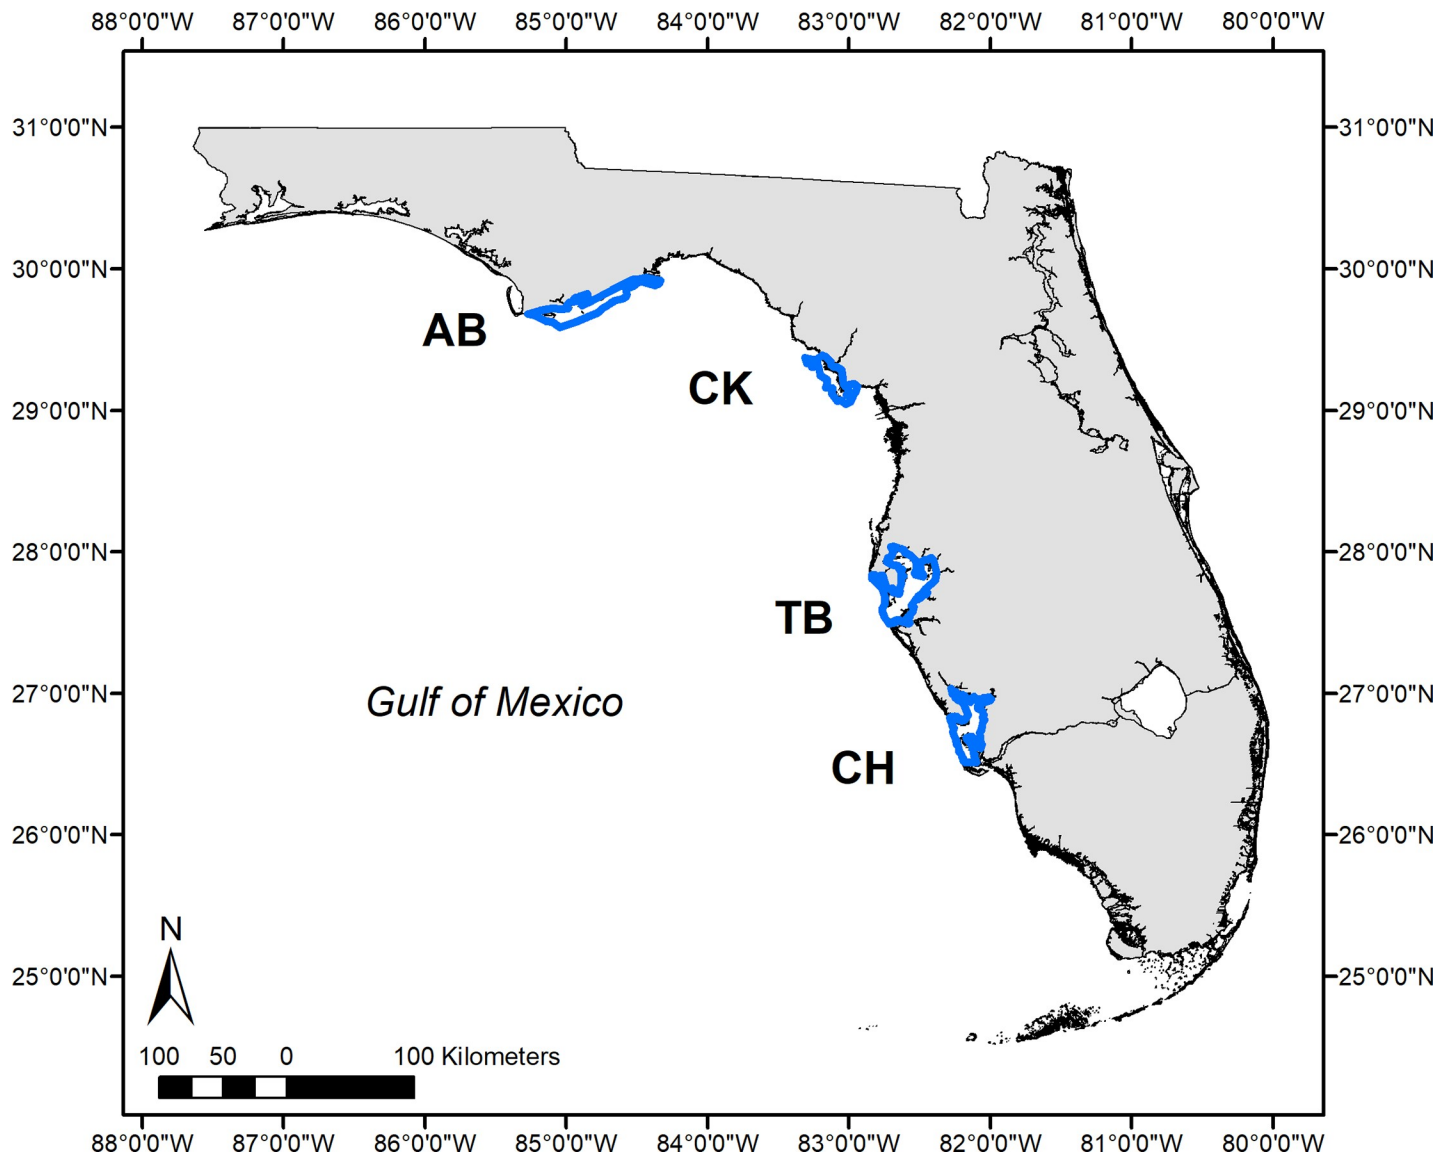 88°0'0"W 87°0'0"W 86°0'0"W 85°0'0"W 84°0'0"W 83°0'0"W 82°0'0"W 81°0'0"W 80°0'0"W
31°0'0"N 31°0'0"N
30°0'0"N 30°0'0"N
AB
CK
29°0'0"N 29°0'0"N
28°0'0"N 28°0'0"N
TB
27°0'0"N 27°0'0"N
Gulf of Mexico
CH
26°0'0"N 26°0'0"N
N
25°0'0"N 25°0'0"N
100 50 0 100 Kilometers
88°0'0"W 87°0'0"W 86°0'0"W 85°0'0"W 84°0'0"W 83°0'0"W 82°0'0"W 81°0'0"W 80°0'0"W